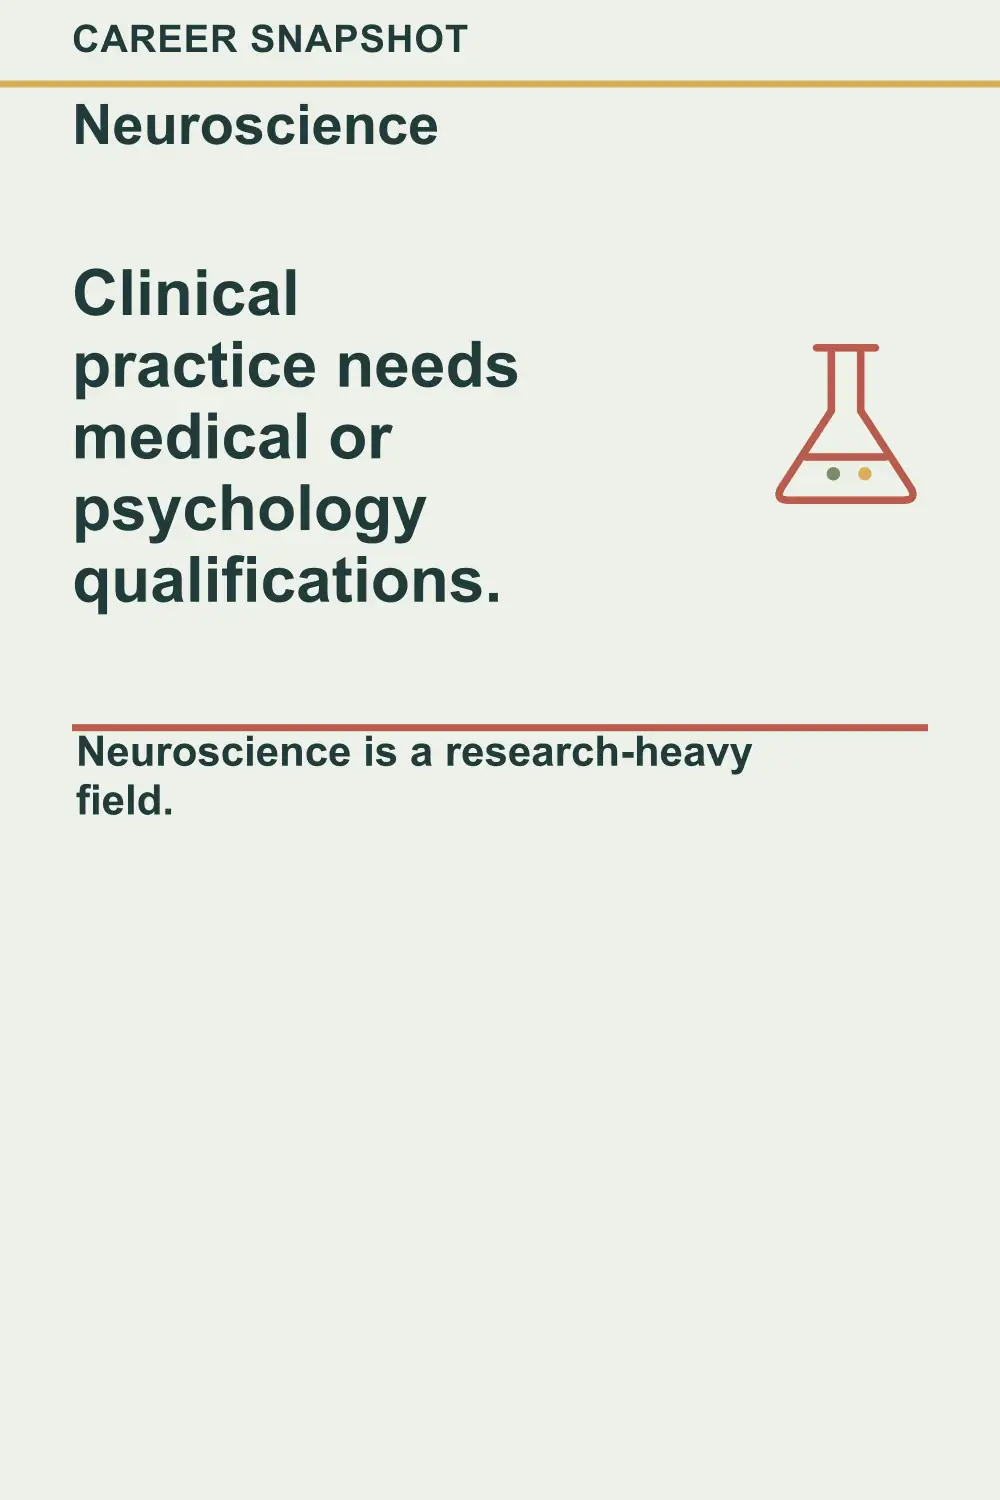 CAREER SNAPSHOT
Neuroscience
Clinical
practice needs
medical or
psychology
qualifications.
Neuroscience is a research-heavy
field.